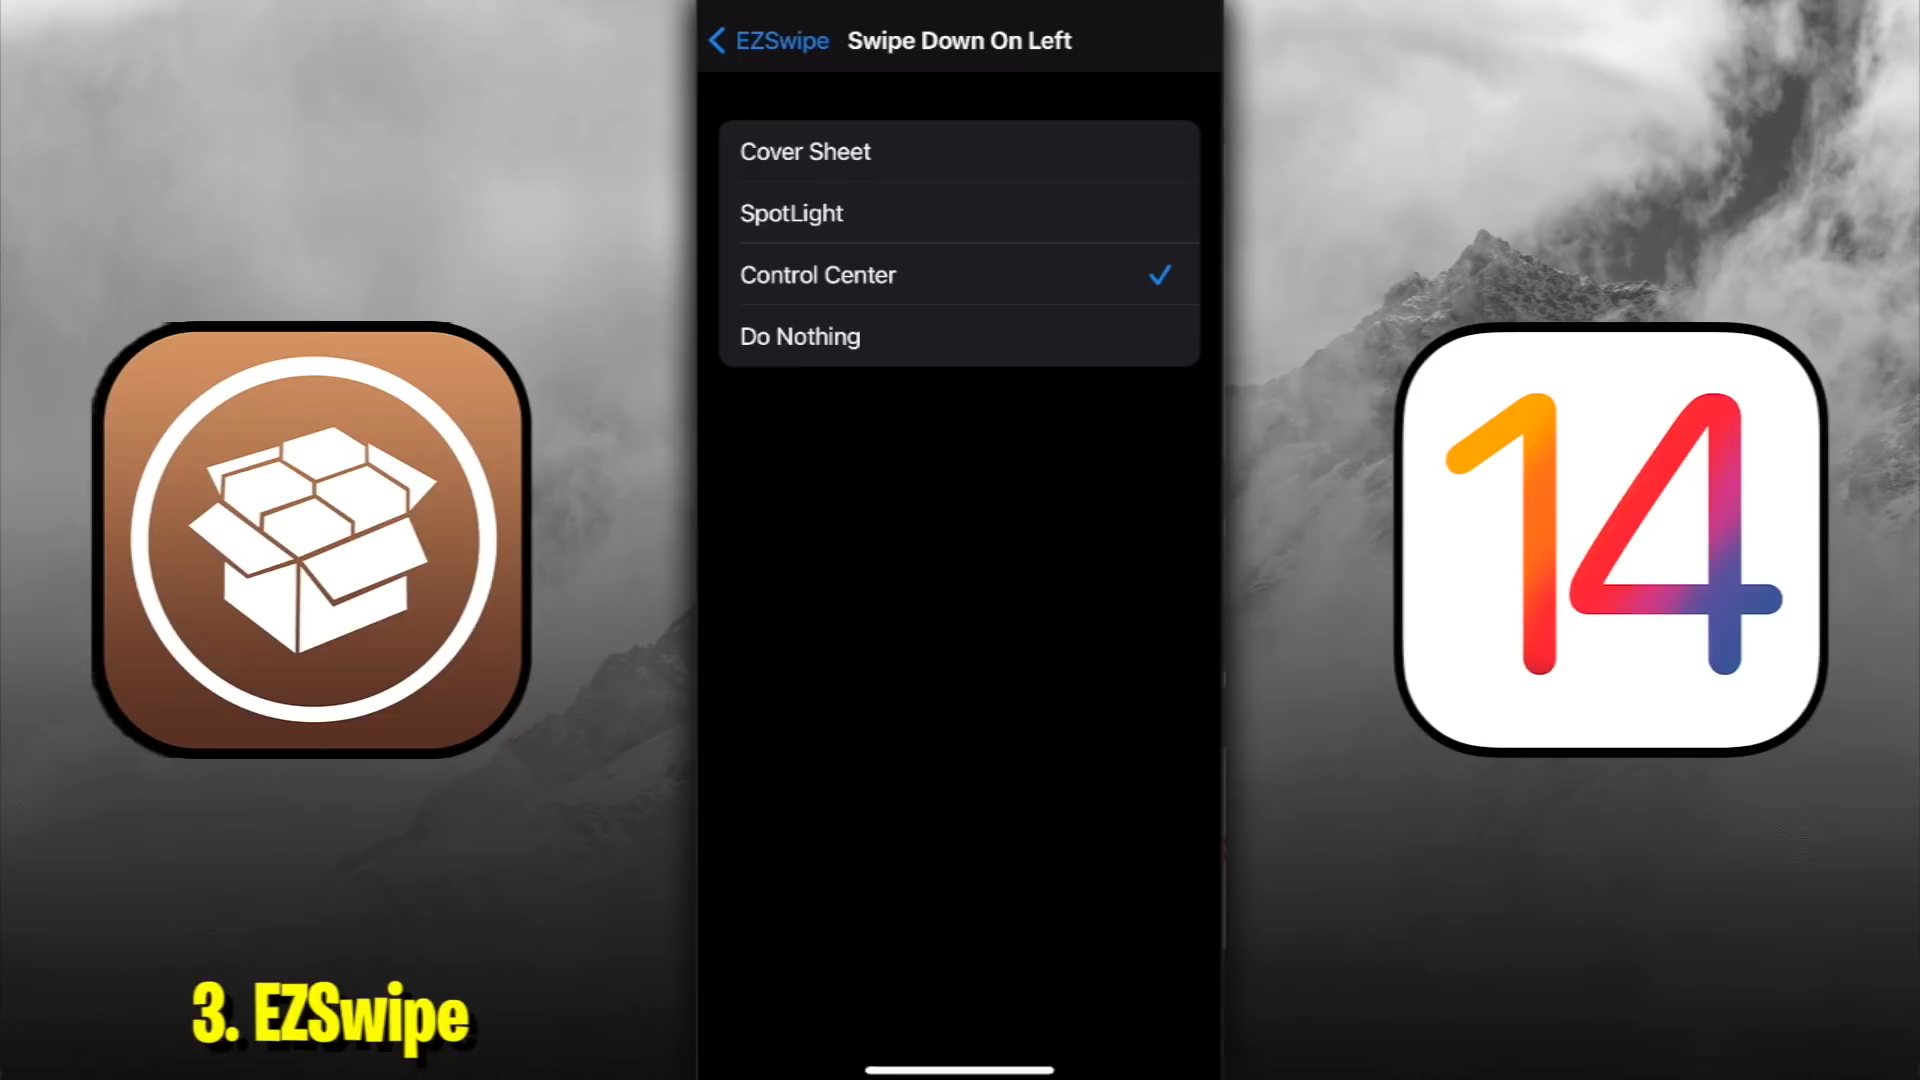 EZSwipe Swipe Down On Left
Cover Sheet
SpotLight
Control Center
Do Nothing
14
3. EZSwipe